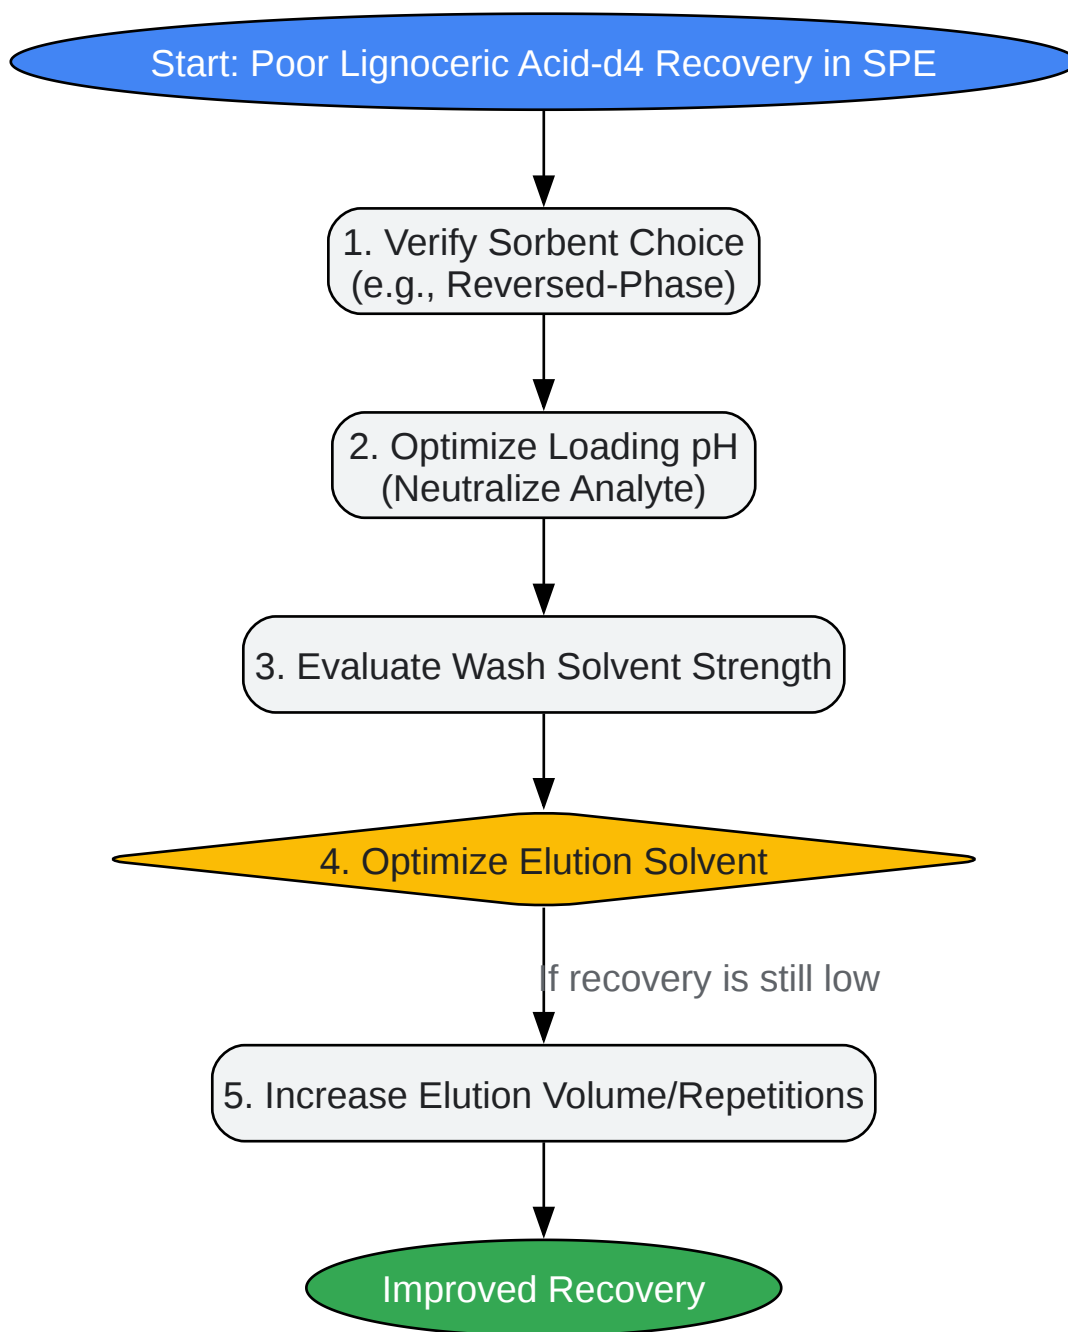 Start: Poor Lignoceric Acid-d4 Recovery in SPE
1. Verify Sorbent Choice
(e.g., Reversed-Phase)
2. Optimize Loading pH
(Neutralize Analyte)
3. Evaluate Wash Solvent Strength
4. Optimize Elution Solvent
If recovery is still low
5. Increase Elution Volume/Repetitions
Improved Recovery